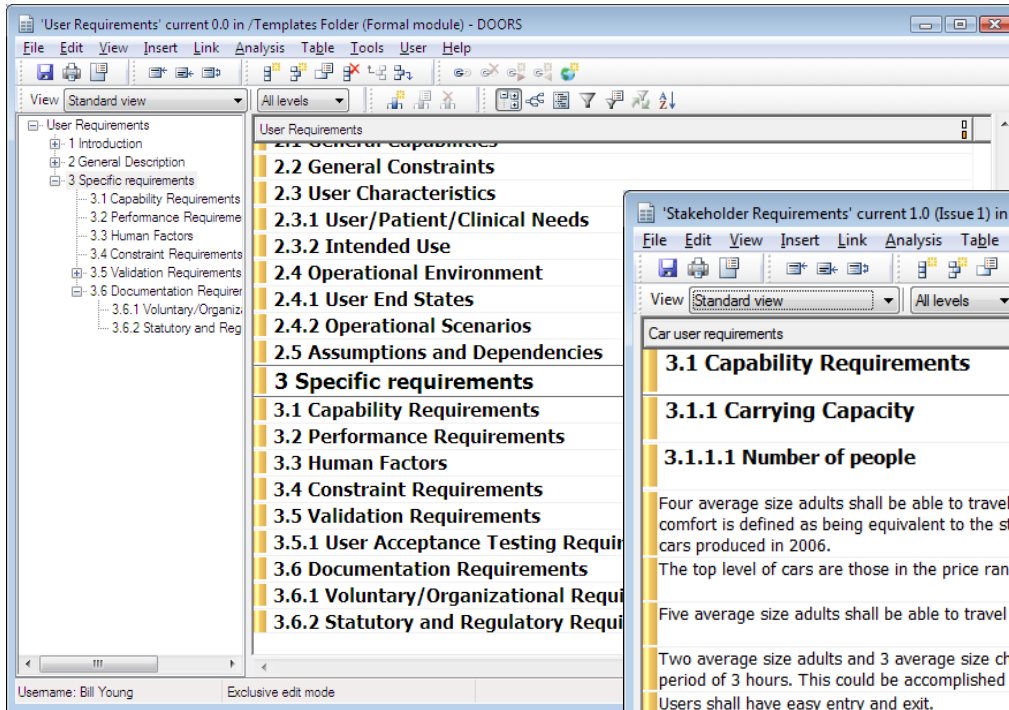 'User Requirements' current 0.0 in /Templates Folder (Formal module) - DOORS
File Edit View Insert Link Analysis Table Tools User Help
View Standard view All levels
User Requirements
1 Introduction
2 General Description
3 Specific requirements
3.1 Capability Requirements
3.2 Perfomance Requireme
3.3 Human Factors
3.4 Constraint Requirements
3.5 Validation Requirements
3.6 Documentation Requirer
3.6.1 Voluntary/Organiz
3.6.2 Statutory and Reg
User Requirements
2.1 General Capabilities
2.2 General Constraints
2.3 User Characteristics
2.3.1 User/Patient/Clinical Needs
2.3.2 Intended Use
2.4 Operational Environment
2.4.1 User End States
2.4.2 Operational Scenarios
2.5 Assumptions and Dependencies
3 Specific requirements
3.1 Capability Requirements
3.2 Performance Requirements
3.3 Human Factors
3.4 Constraint Requirements
3.5 Validation Requirements
3.5.1 User Acceptance Testing Requir
3.6 Documentation Requirements
3.6.1 Voluntary/Organizational Requi
3.6.2 Statutory and Regulatory Requi
Username: Bill Young Exclusive edit mode
'Stakeholder Requirements' current 1.0 (Issue 1) in
File Edit View Insert Link Analysis Table
View Standard view All levels
Car user requirements
3.1 Capability Requirements
3.1.1 Carrying Capacity
3.1.1.1 Number of people
Four average size adults shall be able to travel
comfort is defined as being equivalent to the st
cars produced in 2006.
The top level of cars are those in the price ran
Five average size adults shall be able to travel
Two average size adults and 3 average size ch
period of 3 hours. This could be accomplished
Users shall have easy entry and exit.